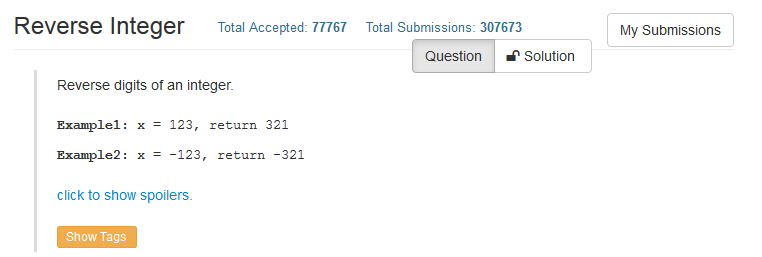 Reverse Integer Total Accepted: 77767 Total Submissions: 307673 My Submissions
Question Solution
Reverse digits of an integer.
Example1: x = 123, return 321
Example2: x = -123, return -321
click to show spoilers.
Show Tags